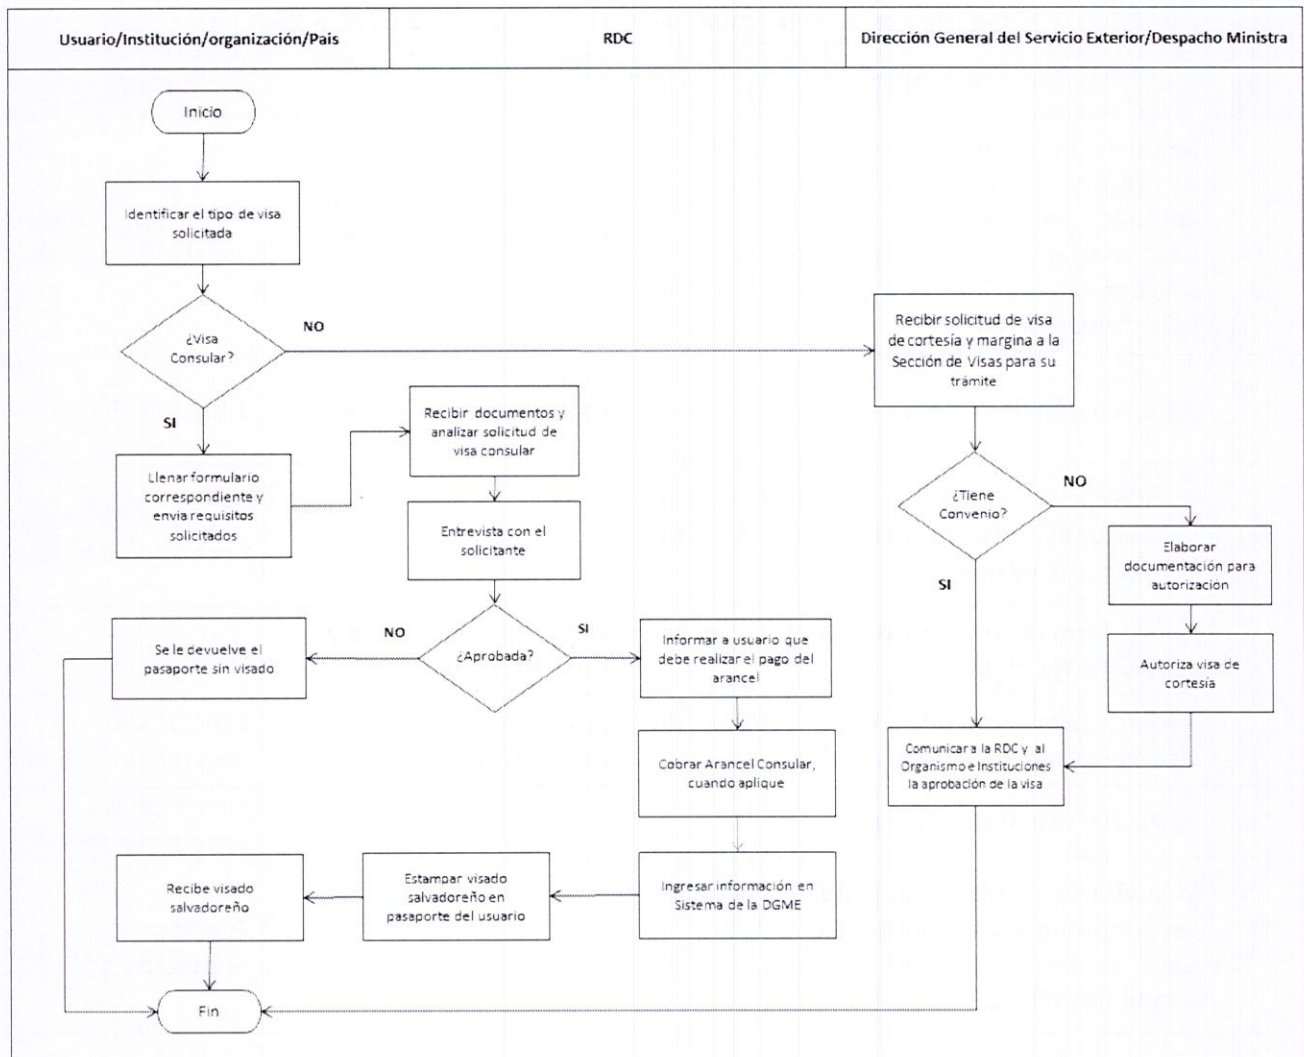 Usuario/Institución/organización/Pais
RDC
Dirección General del Servicio Exterior/Despacho Ministra
Inicio
Identificar el tipo de visa
solicitada
¿Visa
Consular?
NO
SI
Recibir solicitud de visa
de cortesía y margina a la
Sección de Visas para su
trámite
Recibir documentos y
analizar solicitud de
visa consular
Llenar formulario
correspondiente y
envia requisitos
solicitados
¿Tiene
Convenio?
NO
SI
Entrevista con el
solicitante
Elaborar
documentación para
autorización
¿Aprobada?
NO
SI
Se le devuelve el
pasaporte sin visado
Informar a usuario que
debe realizar el pago del
arancel
Autoriza visa de
cortesía
Cobrar Arancel Consular,
cuando aplique
Comunicar a la RDC y al
Organismo e Instituciones
la aprobación de la visa
Recibe visado
salvadoreño
Estampar visado
salvadoreño en
pasaporte del usuario
Ingresar información en
Sistema de la DGME
Fin